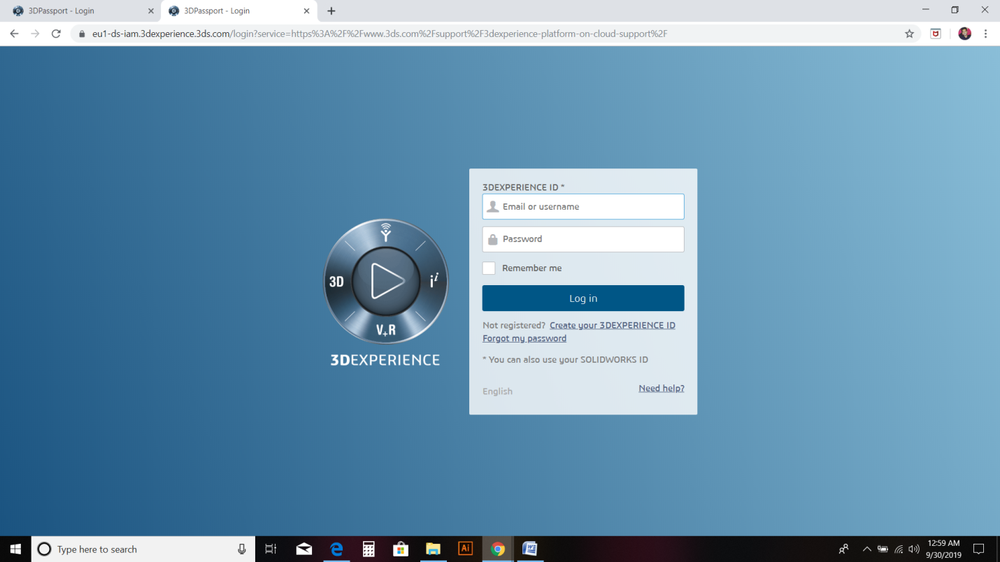 3DPassport - Login
3DPassport - Login
eu1-ds-iam.3dexperience.3ds.com/login?service=https%3A%2F%2Fwww.3ds.com%2Fsupport%2F3dexperience-platform-on-cloud-support%2F
3DEXPERIENCE ID *
Email or username
Password
Remember me
Log in
Not registered? Create your 3DEXPERIENCE ID
Forgot my password
* You can also use your SOLIDWORKS ID
English
Need help?
3D
i i
V+R
3DEXPERIENCE
Type here to search
Ai
12:59 AM
9/30/2019